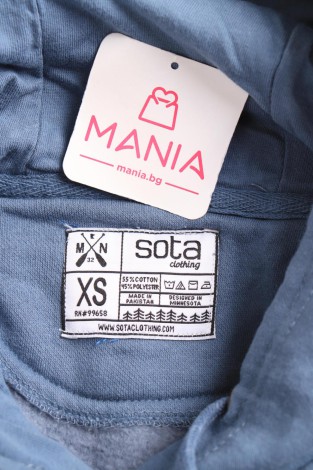 MANIA
mania.bg
M N
32
sota
clothing
XS
RN#99658
55%COTTON
45%POLYESTER
MADE IN
PAKISTAN
DESIGNED IN
MINNESOTA
WWW.SOTACLOTHING.COM